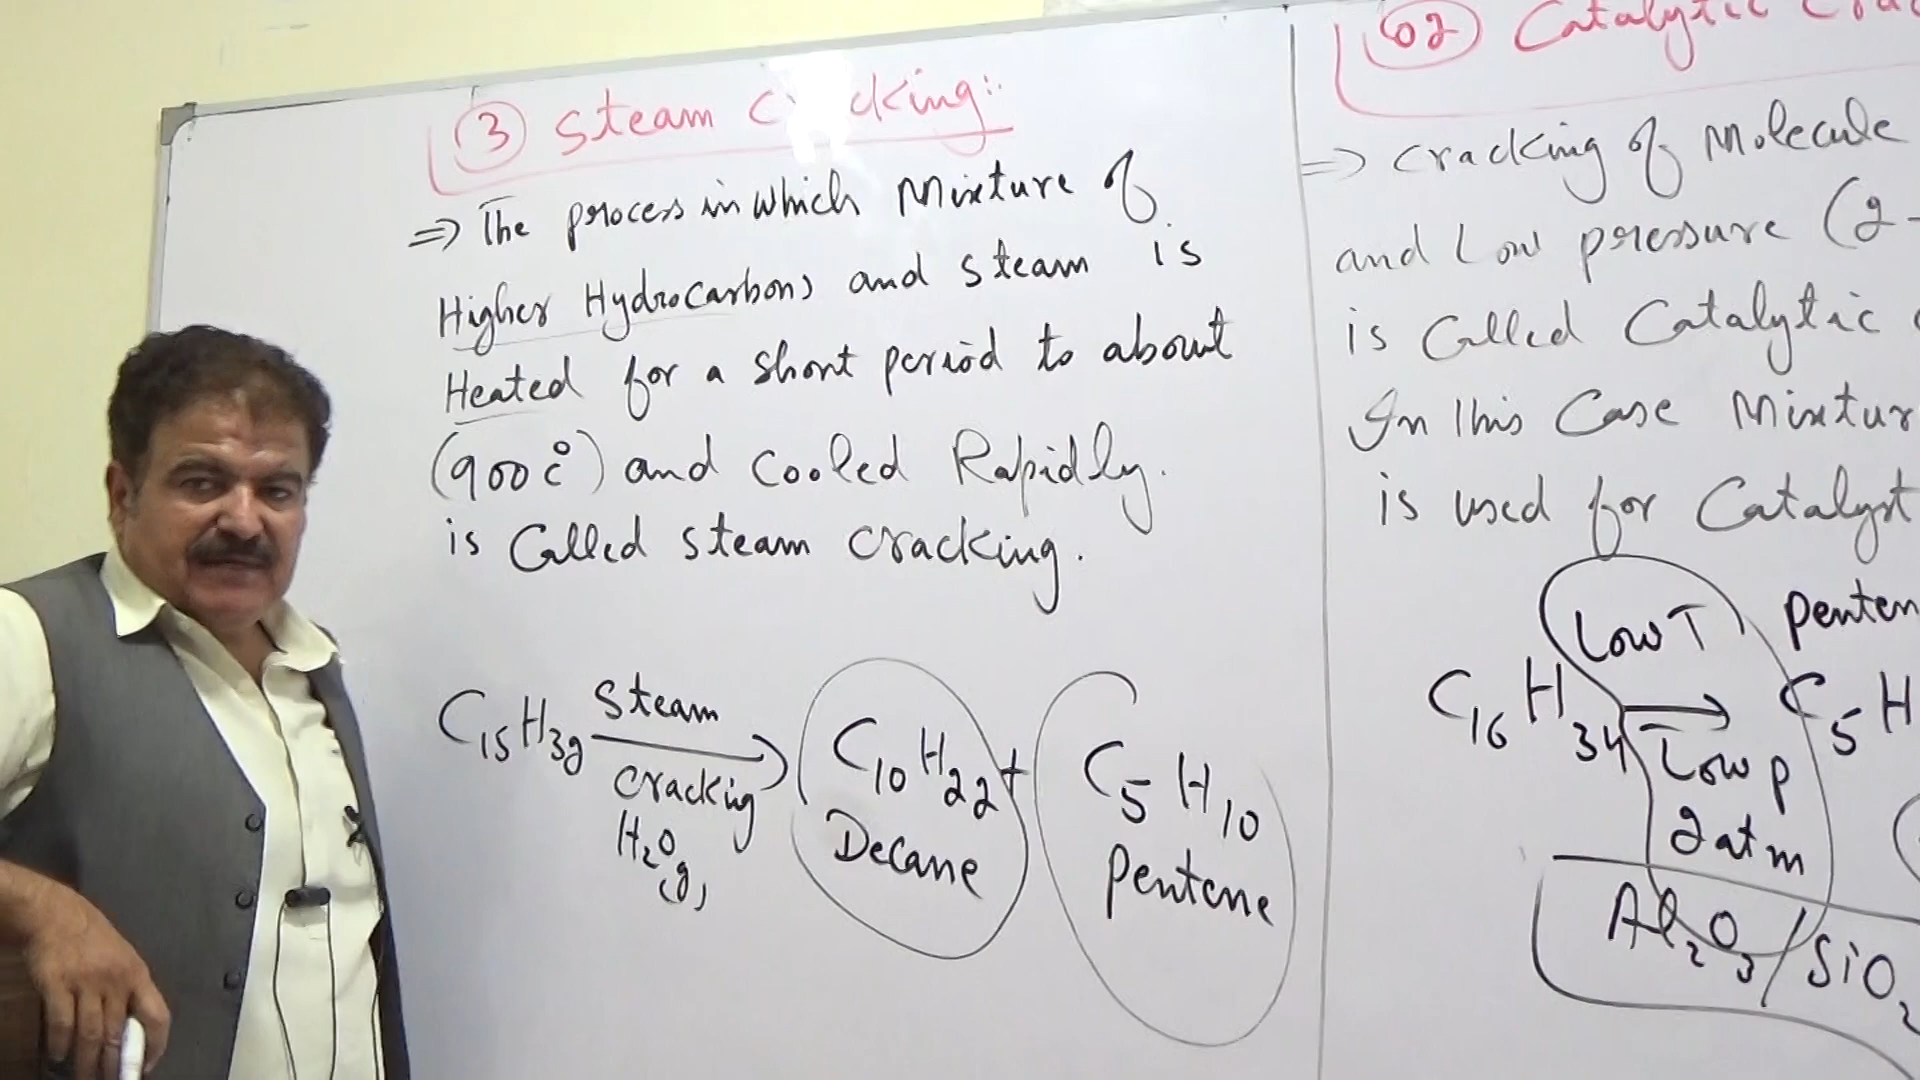 ③ Steam Cracking:
⇒ The process in which Mixture of
Higher Hydrocarbons and steam is
Heated for a short period to about
(900 c°) and Cooled Rapidly.
is Called steam cracking.
C15H32 Steam → C10H22 + C5H10
Cracking
H2O(g)
Decane Pentene
02 Catalytic
⇒ Cracking of Molecule
and Low pressure (2-
is Called Catalytic
In this Case Mixtur
is used for Catalyst
Low T Penten
C16H34 → C5H
Low P
2 atm
Al2O3/SiO2